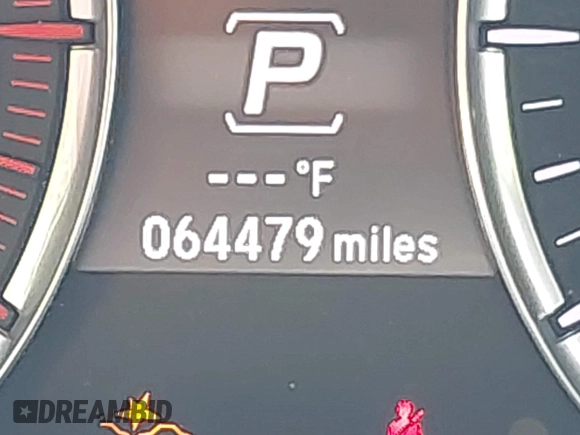 P
---°F
064479 miles
DREAMBID